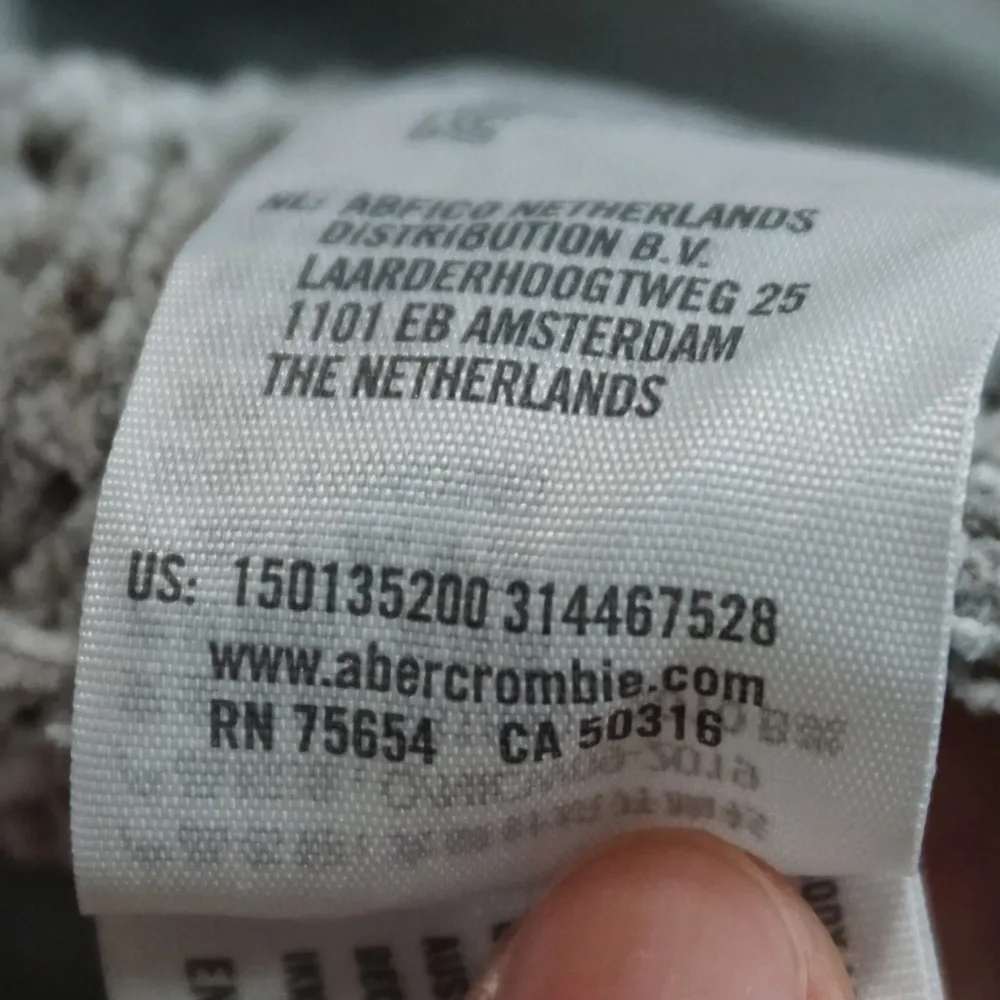 NL: ABFICO NETHERLANDS
DISTRIBUTION B.V.
LAARDERHOOGTWEG 25
1101 EB AMSTERDAM
THE NETHERLANDS
US: 150135200 314467528
www.abercrombie.com
RN 75654 CA 50316